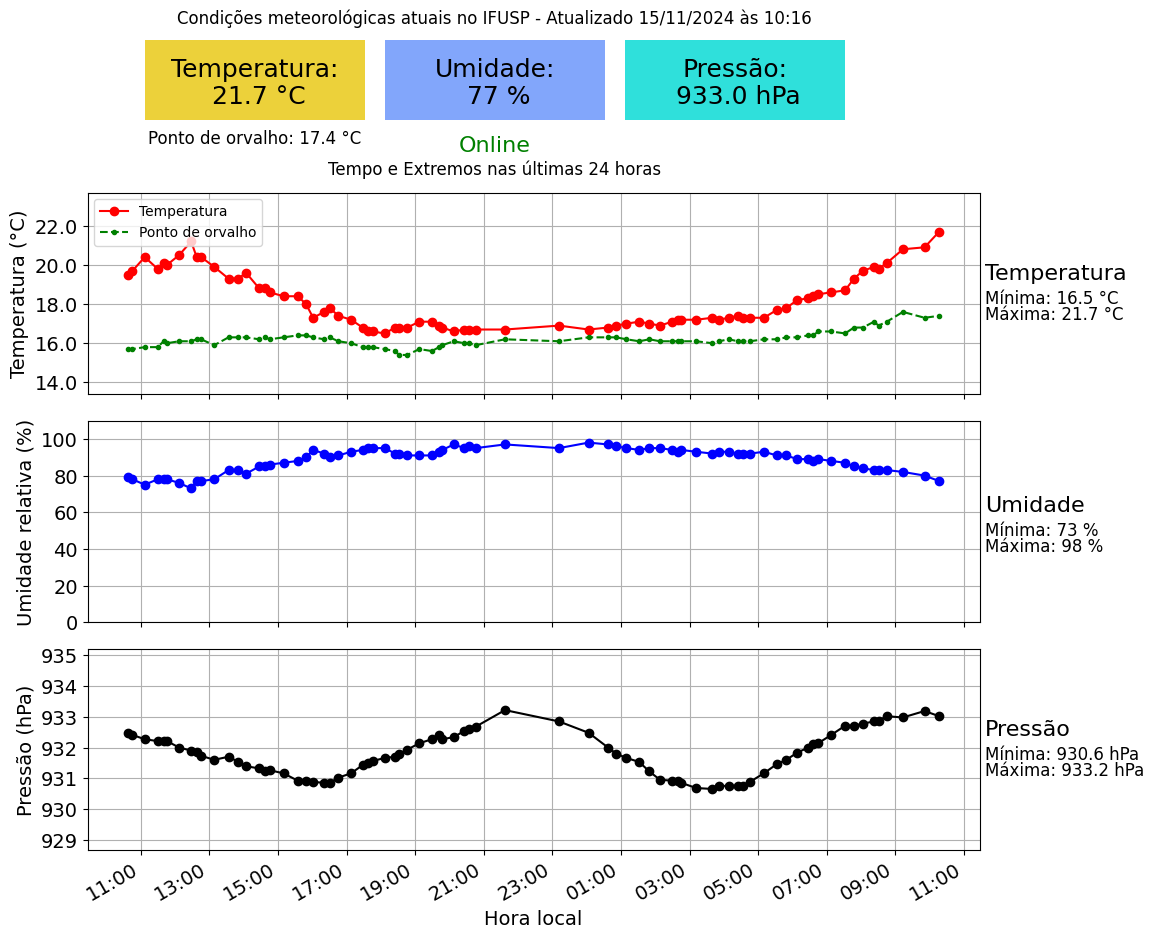 Condições meteorológicas atuais no IFUSP - Atualizado 15/11/2024 às 10:16
Temperatura:
21.7 °C
Umidade:
77 %
Pressão:
933.0 hPa
Ponto de orvalho: 17.4 °C
Online
Tempo e Extremos nas últimas 24 horas
Temperatura (°C)
22.0
20.0
18.0
16.0
14.0
Temperatura
Ponto de orvalho
Temperatura
Mínima: 16.5 °C
Máxima: 21.7 °C
Umidade relativa (%)
100
80
60
40
20
0
Umidade
Mínima: 73 %
Máxima: 98 %
Pressão (hPa)
935
934
933
932
931
930
929
Pressão
Mínima: 930.6 hPa
Máxima: 933.2 hPa
11:00 13:00 15:00 17:00 19:00 21:00 23:00 01:00 03:00 05:00 07:00 09:00 11:00
Hora local